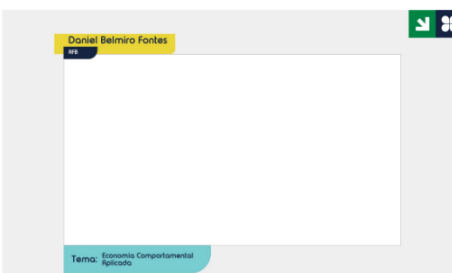 Daniel Belmiro Fontes
RFB
Tema: Economia Comportamental
Aplicada